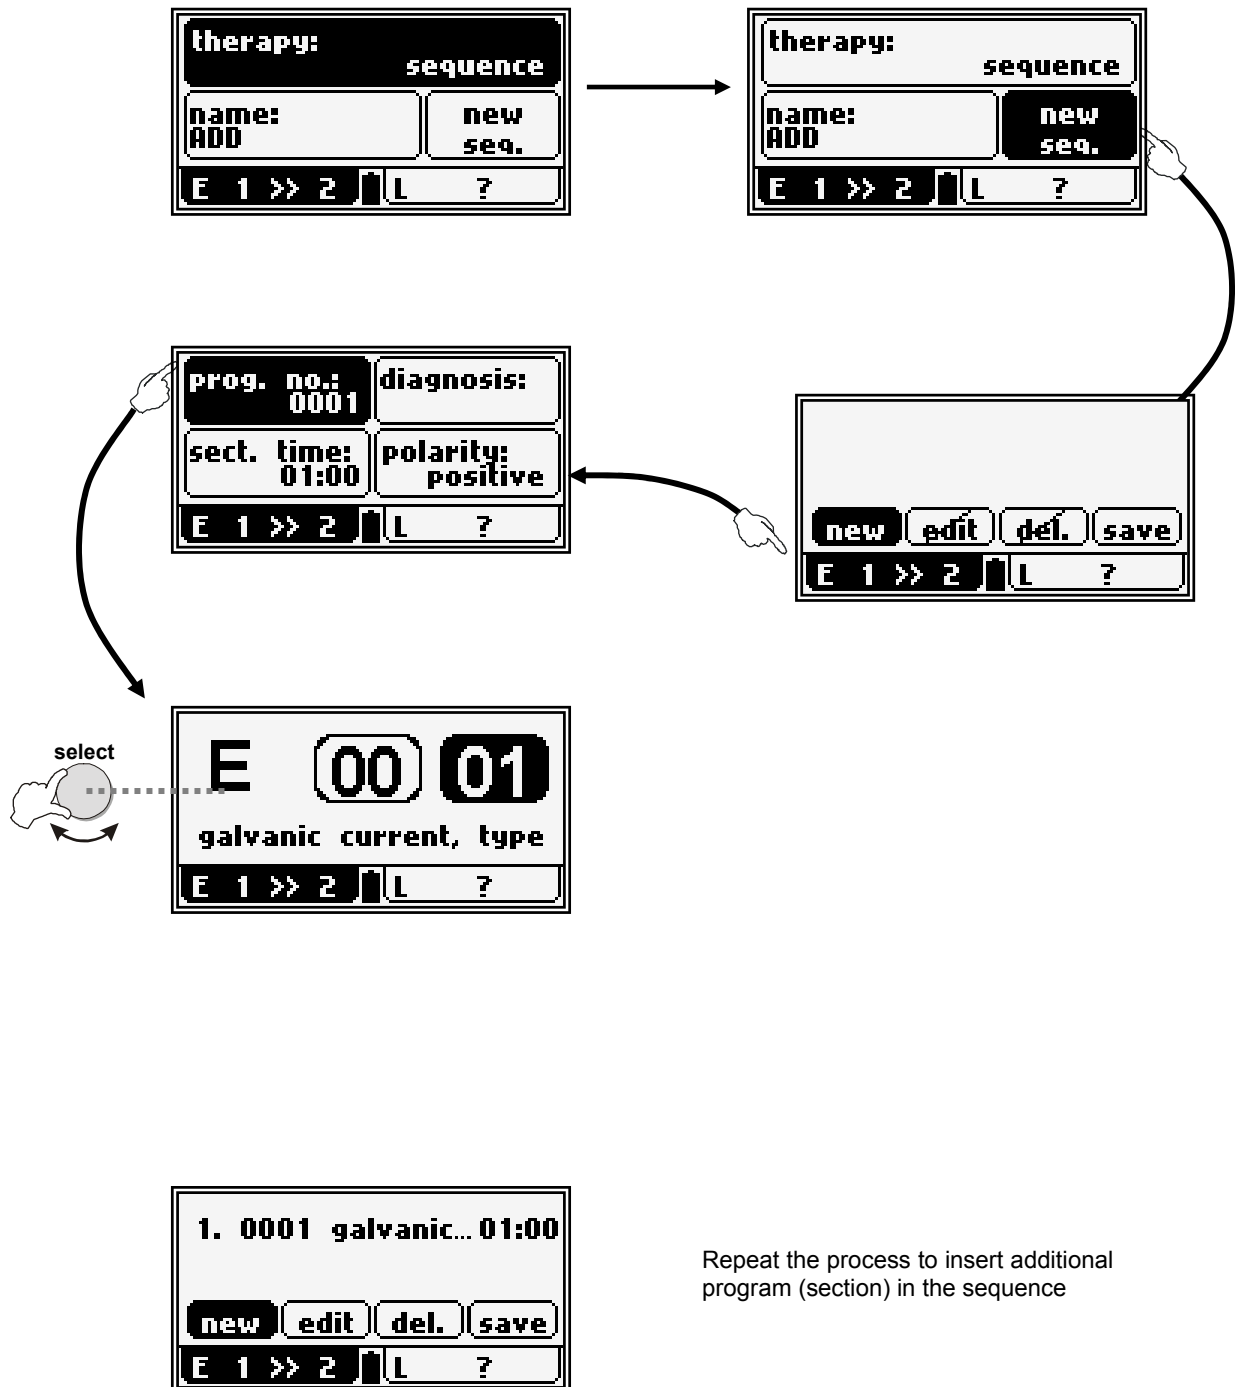 therapy:
sequence
name:
ADD
new
seq.
E 1 >> 2
L ?
therapy:
sequence
name:
ADD
new
seq.
E 1 >> 2
L ?
prog. no.:
0001
diagnosis:
sect. time:
01:00
polarity:
positive
E 1 >> 2
L ?
new edit del. save
E 1 >> 2
L ?
select
E 00 01
galvanic current, type
E 1 >> 2
L ?
1. 0001 galvanic... 01:00
new edit del. save
E 1 >> 2
L ?
Repeat the process to insert additional
program (section) in the sequence